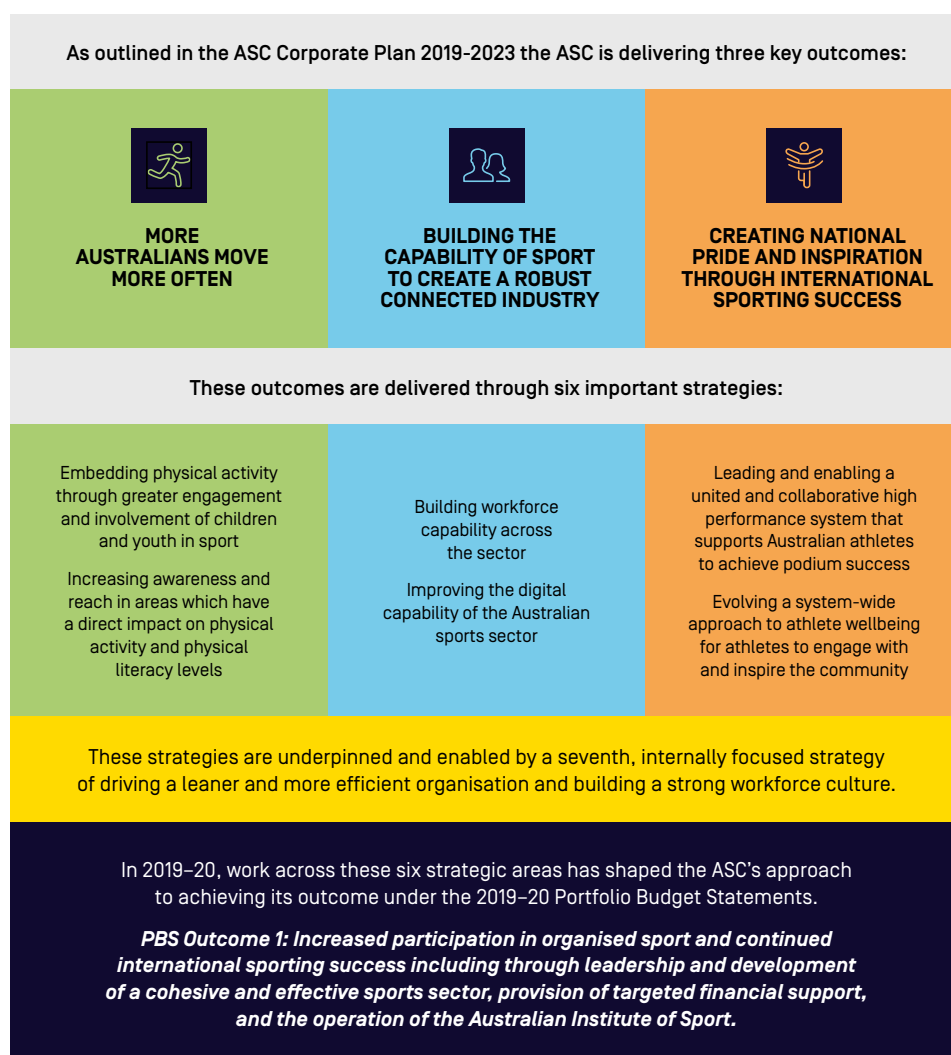 As outlined in the ASC Corporate Plan 2019-2023 the ASC is delivering three key outcomes:
MORE
AUSTRALIANS MOVE
MORE OFTEN
BUILDING THE
CAPABILITY OF SPORT
TO CREATE A ROBUST
CONNECTED INDUSTRY
CREATING NATIONAL
PRIDE AND INSPIRATION
THROUGH INTERNATIONAL
SPORTING SUCCESS
These outcomes are delivered through six important strategies:
Embedding physical activity
through greater engagement
and involvement of children
and youth in sport
Increasing awareness and
reach in areas which have
a direct impact on physical
activity and physical
literacy levels
Building workforce
capability across
the sector
Improving the digital
capability of the Australian
sports sector
Leading and enabling a
united and collaborative high
performance system that
supports Australian athletes
to achieve podium success
Evolving a system-wide
approach to athlete wellbeing
for athletes to engage with
and inspire the community
These strategies are underpinned and enabled by a seventh, internally focused strategy
of driving a leaner and more efficient organisation and building a strong workforce culture.
In 2019–20, work across these six strategic areas has shaped the ASC’s approach
to achieving its outcome under the 2019–20 Portfolio Budget Statements.
PBS Outcome 1: Increased participation in organised sport and continued
international sporting success including through leadership and development
of a cohesive and effective sports sector, provision of targeted financial support,
and the operation of the Australian Institute of Sport.